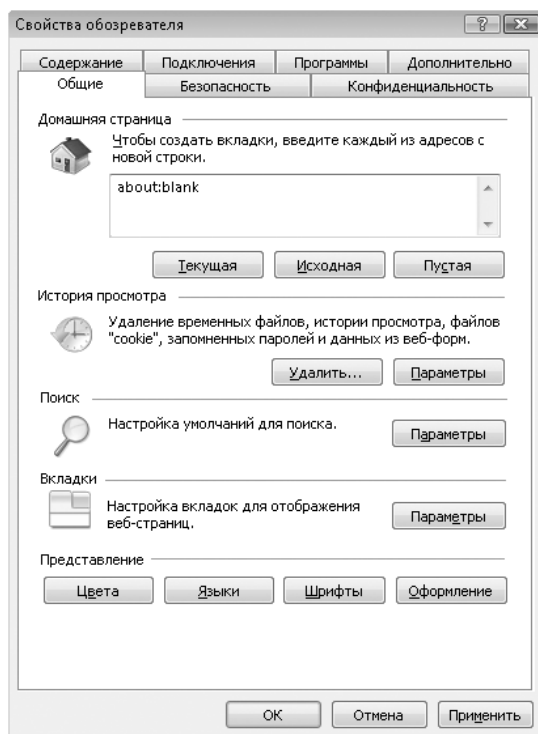 Свойства обозревателя
Содержание Подключения Программы Дополнительно
Общие Безопасность Конфиденциальность
Домашняя страница
Чтобы создать вкладки, введите каждый из адресов с
новой строки.
about:blank
Текущая Исходная Пустая
История просмотра
Удаление временных файлов, истории просмотра, файлов
"cookie", запомненных паролей и данных из веб-форм.
Удалить... Параметры
Поиск
Настройка умолчаний для поиска.
Параметры
Вкладки
Настройка вкладок для отображения
веб-страниц.
Параметры
Представление
Цвета Языки Шрифты Оформление
ОК Отмена Применить